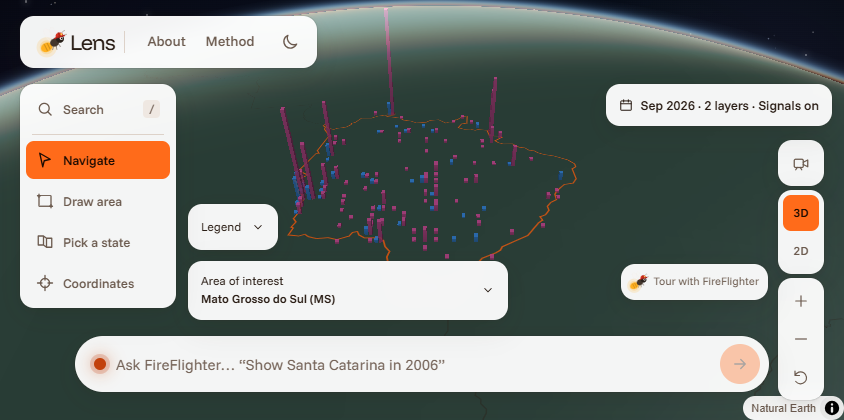 Lens
About
Method
Search
/
Sep 2026 · 2 layers · Signals on
Navigate
Draw area
Pick a state
Coordinates
3D
2D
Legend
Area of interest
Mato Grosso do Sul (MS)
Tour with FireFlighter
Ask FireFlighter… “Show Santa Catarina in 2006”
Natural Earth